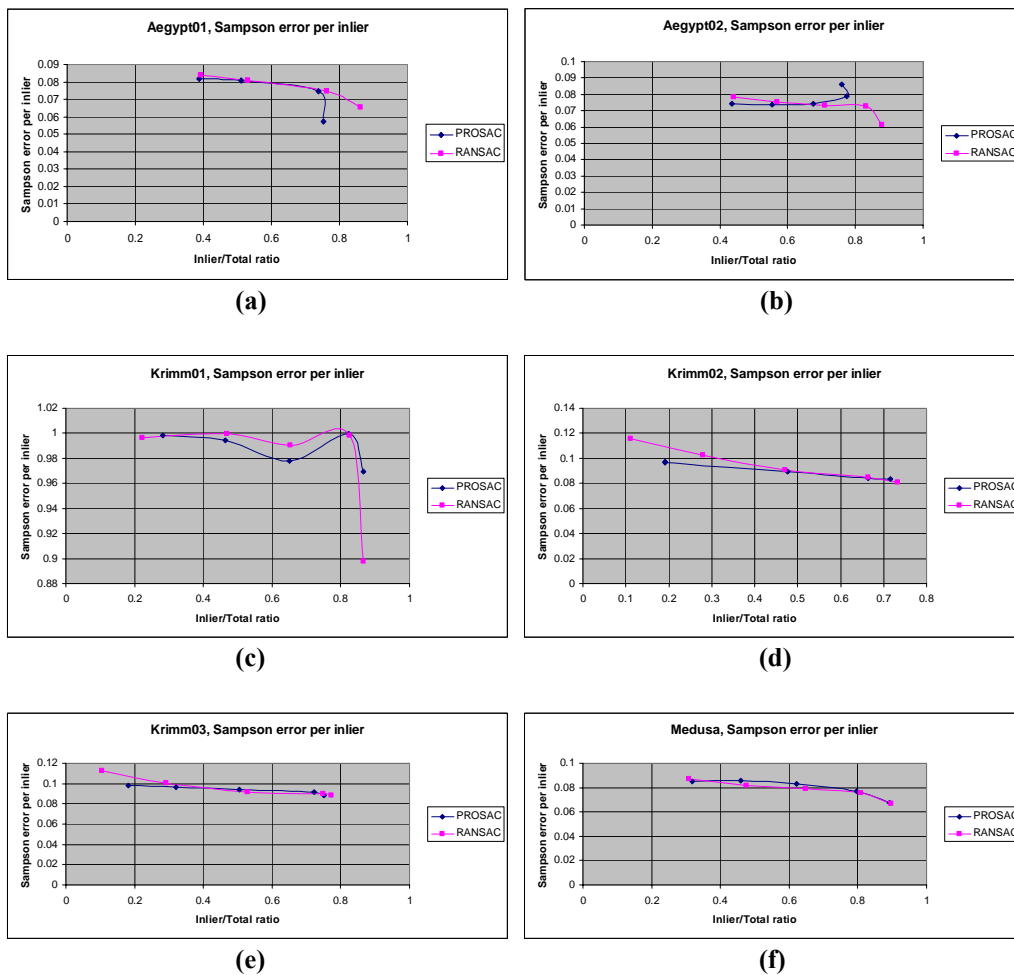 Aegypt01, Sampson error per inlier
Sampson error per inlier
0.09
0.08
0.07
0.06
0.05
0.04
0.03
0.02
0.01
0
0 0.2 0.4 0.6 0.8 1
Inlier/Total ratio
PROSAC
RANSAC
(a)
Aegypt02, Sampson error per inlier
Sampson error per inlier
0.1
0.09
0.08
0.07
0.06
0.05
0.04
0.03
0.02
0.01
0
0 0.2 0.4 0.6 0.8 1
Inlier/Total ratio
PROSAC
RANSAC
(b)
Krimm01, Sampson error per inlier
Sampson error per inlier
1.02
1
0.98
0.96
0.94
0.92
0.9
0.88
0 0.2 0.4 0.6 0.8 1
Inlier/Total ratio
PROSAC
RANSAC
(c)
Krimm02, Sampson error per inlier
Sampson error per inlier
0.14
0.12
0.1
0.08
0.06
0.04
0.02
0
0 0.1 0.2 0.3 0.4 0.5 0.6 0.7 0.8
Inlier/Total ratio
PROSAC
RANSAC
(d)
Krimm03, Sampson error per inlier
Sampson error per inlier
0.12
0.1
0.08
0.06
0.04
0.02
0
0 0.2 0.4 0.6 0.8 1
Inlier/Total ratio
PROSAC
RANSAC
(e)
Medusa, Sampson error per inlier
Sampson error per inlier
0.1
0.08
0.06
0.04
0.02
0
0 0.2 0.4 0.6 0.8 1
Inlier/Total ratio
PROSAC
RANSAC
(f)